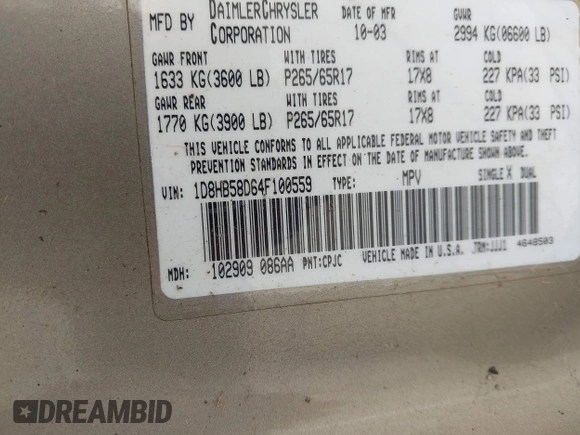 MFD BY DAIMLERCHRYSLER CORPORATION DATE OF MFR 10-03 GVWR 2994 KG(06600 LB)
GAWR FRONT WITH TIRES RIMS AT COLD
1633 KG(3600 LB) P265/65R17 17X8 227 KPA(33 PSI)
GAWR REAR WITH TIRES RIMS AT COLD
1770 KG(3900 LB) P265/65R17 17X8 227 KPA(33 PSI)
THIS VEHICLE CONFORMS TO ALL APPLICABLE FEDERAL MOTOR VEHICLE SAFETY AND THEFT
PREVENTION STANDARDS IN EFFECT ON THE DATE OF MANUFACTURE SHOWN ABOVE.
VIN: 1D8HB58D64F100559 TYPE: MPV SINGLE X DUAL
MDH: -102909 086AA PNT:CPJC VEHICLE MADE IN U.S.A. .TRM:JJJ1 4648503
DREAMBID